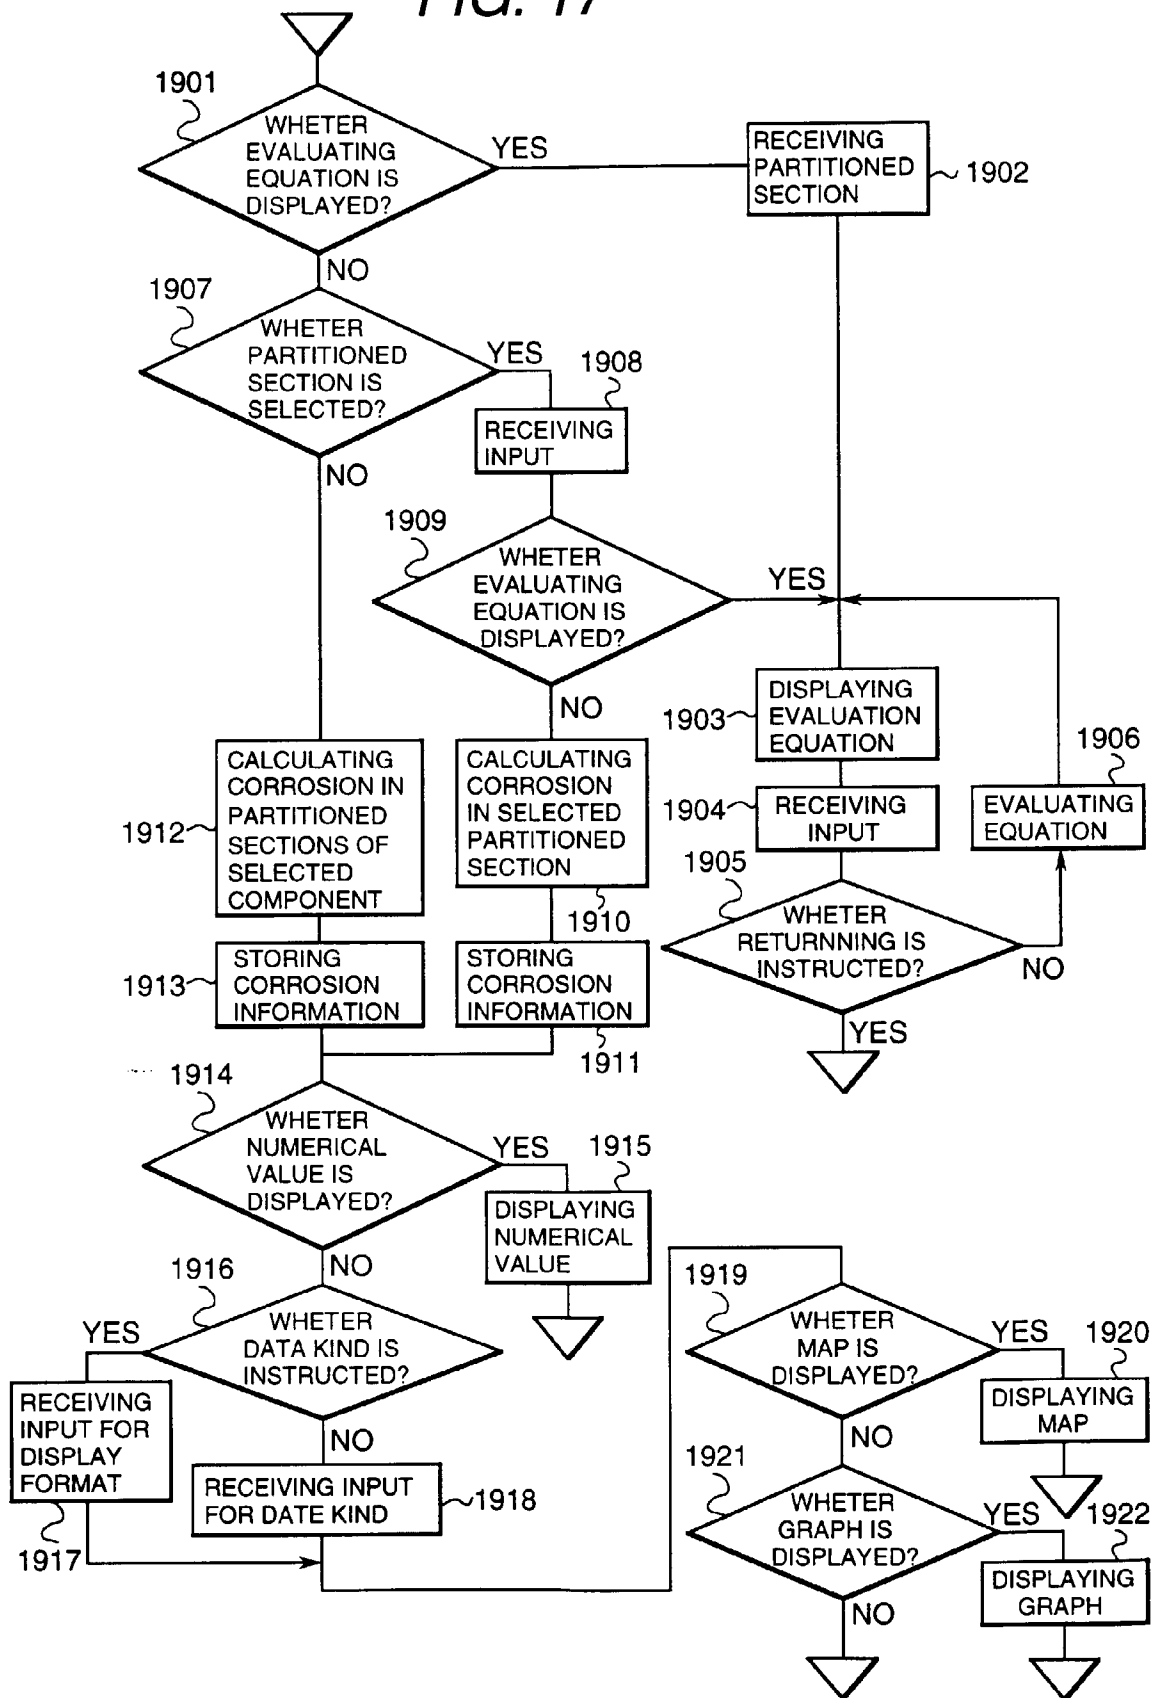 FIG. 17
1901
WHETER
EVALUATING
EQUATION IS
DISPLAYED?
YES
RECEIVING
PARTITIONED
SECTION
1902
NO
1907
WHETER
PARTITIONED
SECTION IS
SELECTED?
YES
1908
RECEIVING
INPUT
NO
1909
WHETER
EVALUATING
EQUATION IS
DISPLAYED?
YES
NO
1903
DISPLAYING
EVALUATION
EQUATION
1904
RECEIVING
INPUT
1906
EVALUATING
EQUATION
1905
WHETER
RETURNNING IS
INSTRUCTED?
NO
YES
1912
CALCULATING
CORROSION IN
PARTITIONED
SECTIONS OF
SELECTED
COMPONENT
CALCULATING
CORROSION
IN SELECTED
PARTITIONED
SECTION
1910
1913
STORING
CORROSION
INFORMATION
STORING
CORROSION
INFORMATION
1911
1914
WHETER
NUMERICAL
VALUE IS
DISPLAYED?
YES
1915
DISPLAYING
NUMERICAL
VALUE
NO
1916
WHETER
DATA KIND IS
INSTRUCTED?
YES
RECEIVING
INPUT FOR
DISPLAY
FORMAT
1917
NO
RECEIVING INPUT
FOR DATE KIND
1918
1919
WHETER
MAP IS
DISPLAYED?
YES
1920
DISPLAYING
MAP
NO
1921
WHETER
GRAPH IS
DISPLAYED?
YES
1922
DISPLAYING
GRAPH
NO